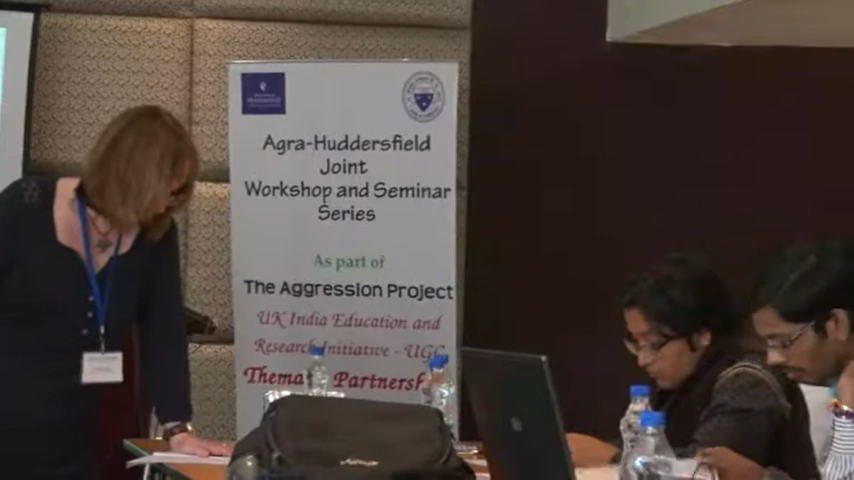 Agra-Huddersfield
Joint
Workshop and Seminar
Series
As part of
The Aggression Project
UK India Education and
Research Initiative - UGC